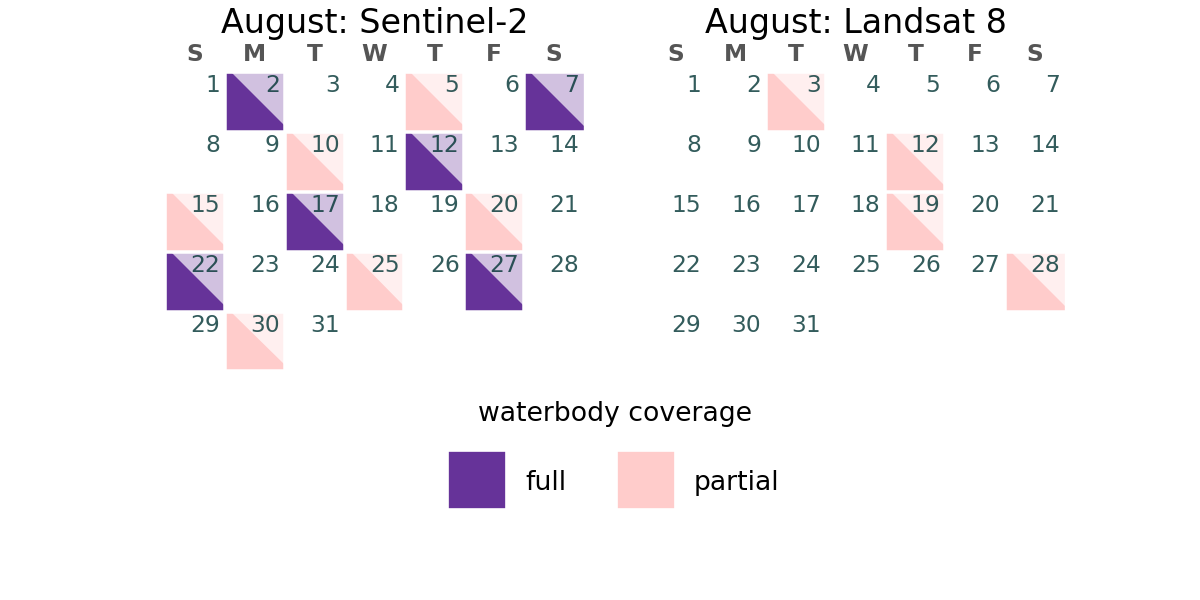 August: Sentinel-2
S M T W T F S
1 2 3 4 5 6 7
8 9 10 11 12 13 14
15 16 17 18 19 20 21
22 23 24 25 26 27 28
29 30 31
August: Landsat 8
S M T W T F S
1 2 3 4 5 6 7
8 9 10 11 12 13 14
15 16 17 18 19 20 21
22 23 24 25 26 27 28
29 30 31
waterbody coverage
full
partial